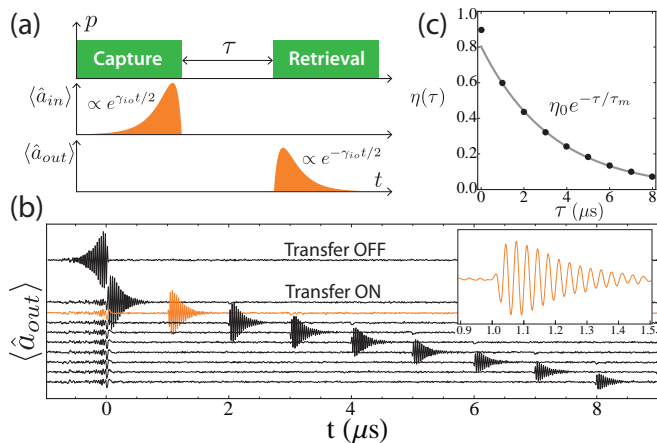 (a)
p
Capture
τ
Retrieval
⟨â_in⟩
∝ e^{γ_io t/2}
⟨â_out⟩
∝ e^{-γ_io t/2}
t
(c)
1.0
0.8
0.6
0.4
0.2
0.0
η(τ)
η₀e^{-τ/τ_m}
0 2 4 6 8
τ (μs)
(b)
Transfer OFF
Transfer ON
⟨â_out⟩
0.9 1.0 1.1 1.2 1.3 1.4 1.5
0 2 4 6 8
t (μs)